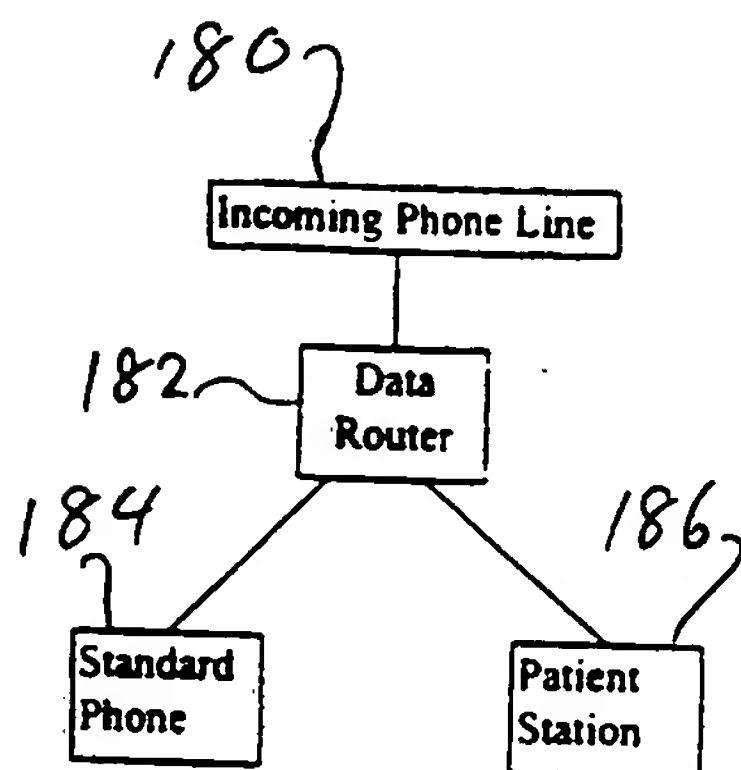 180
Incoming Phone Line
182
Data
Router
184
186
Standard
Phone
Patient
Station